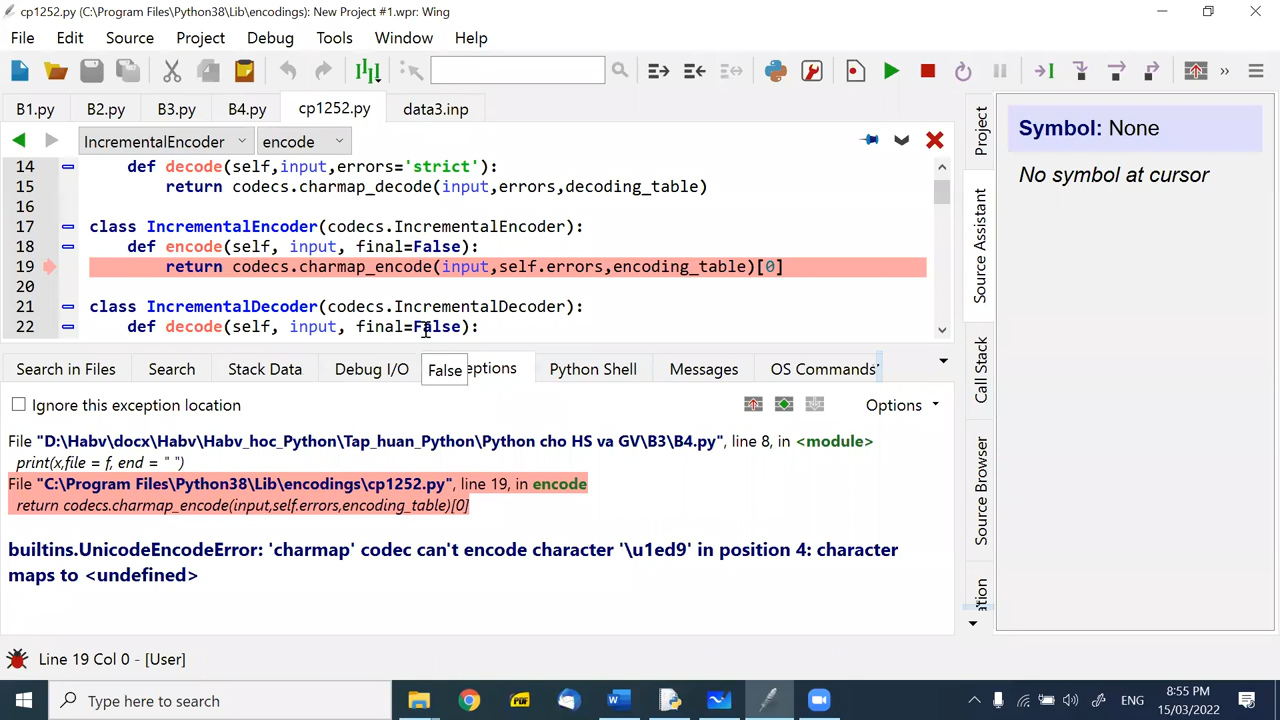 cp1252.py (C:\Program Files\Python38\Lib\encodings): New Project #1.wpr: Wing
File Edit Source Project Debug Tools Window Help
B1.py B2.py B3.py B4.py cp1252.py data3.inp
IncrementalEncoder encode
14 def decode(self,input,errors='strict'):
15 return codecs.charmap_decode(input,errors,decoding_table)
16
17 class IncrementalEncoder(codecs.IncrementalEncoder):
18 def encode(self, input, final=False):
19 return codecs.charmap_encode(input,self.errors,encoding_table)[0]
20
21 class IncrementalDecoder(codecs.IncrementalDecoder):
22 def decode(self, input, final=False):
Search in Files Search Stack Data Debug I/O False eptions Python Shell Messages OS Commands
Ignore this exception location Options
File "D:\Habv\docx\Habv\Habv_hoc_Python\Tap_huan_Python\Python cho HS va GV\B3\B4.py", line 8, in <module>
print(x,file = f, end = " ")
File "C:\Program Files\Python38\Lib\encodings\cp1252.py", line 19, in encode
return codecs.charmap_encode(input,self.errors,encoding_table)[0]
builtins.UnicodeEncodeError: 'charmap' codec can't encode character '\u1ed9' in position 4: character
maps to <undefined>
Line 19 Col 0 - [User]
Project
Source Assistant
Call Stack
Source Browser
Symbol: None
No symbol at cursor
Type here to search
PDF
ENG
8:55 PM
15/03/2022